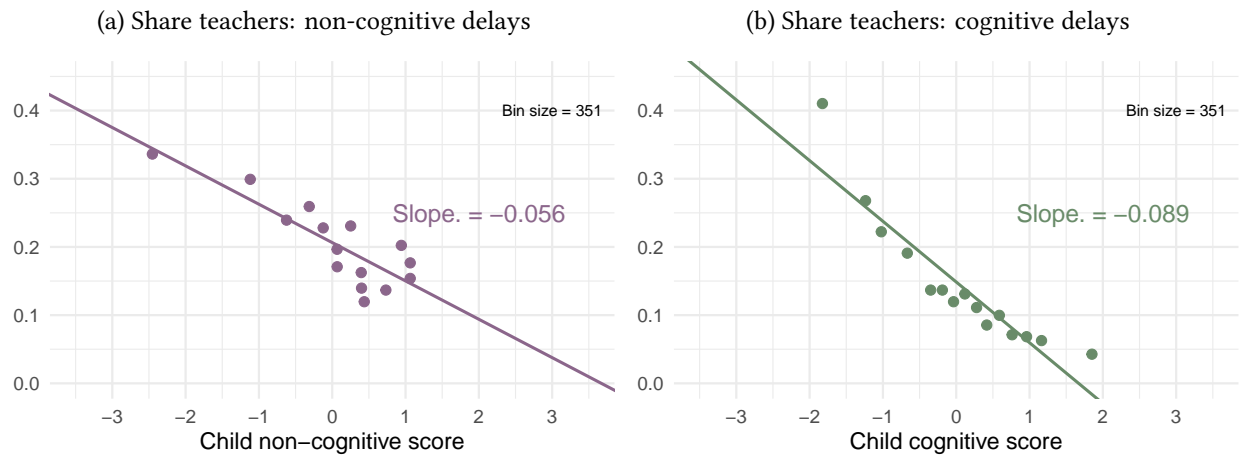 (a) Share teachers: non-cognitive delays
0.4
0.3
0.2
0.1
0.0
Bin size = 351
Slope. = −0.056
−3 −2 −1 0 1 2 3
Child non−cognitive score
(b) Share teachers: cognitive delays
0.4
0.3
0.2
0.1
0.0
Bin size = 351
Slope. = −0.089
−3 −2 −1 0 1 2 3
Child cognitive score